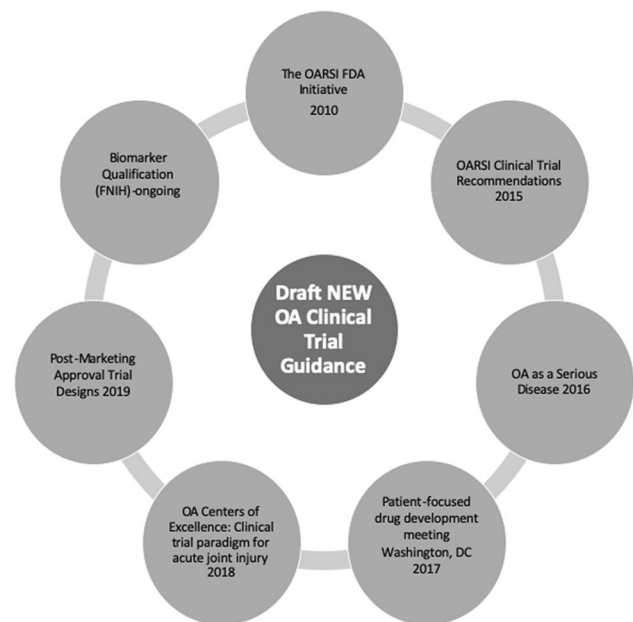 The OARSI FDA
Initiative
2010
OARSI Clinical Trial
Recommendations
2015
OA as a Serious
Disease 2016
Patient-focused
drug development
meeting
Washington, DC
2017
OA Centers of
Excellence: Clinical
trial paradigm for
acute joint injury
2018
Post-Marketing
Approval Trial
Designs 2019
Biomarker
Qualification
(FNIH)-ongoing
Draft NEW
OA Clinical
Trial
Guidance